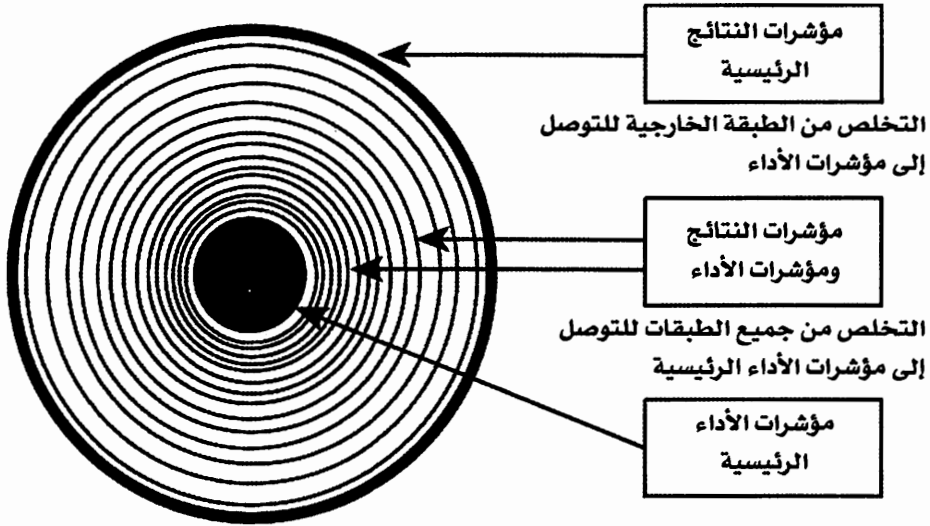 مؤشرات النتائج
الرئيسية
التخلص من الطبقة الخارجية للتوصل
إلى مؤشرات الأداء
مؤشرات النتائج
ومؤشرات الأداء
التخلص من جميع الطبقات للتوصل
إلى مؤشرات الأداء الرئيسية
مؤشرات الأداء
الرئيسية